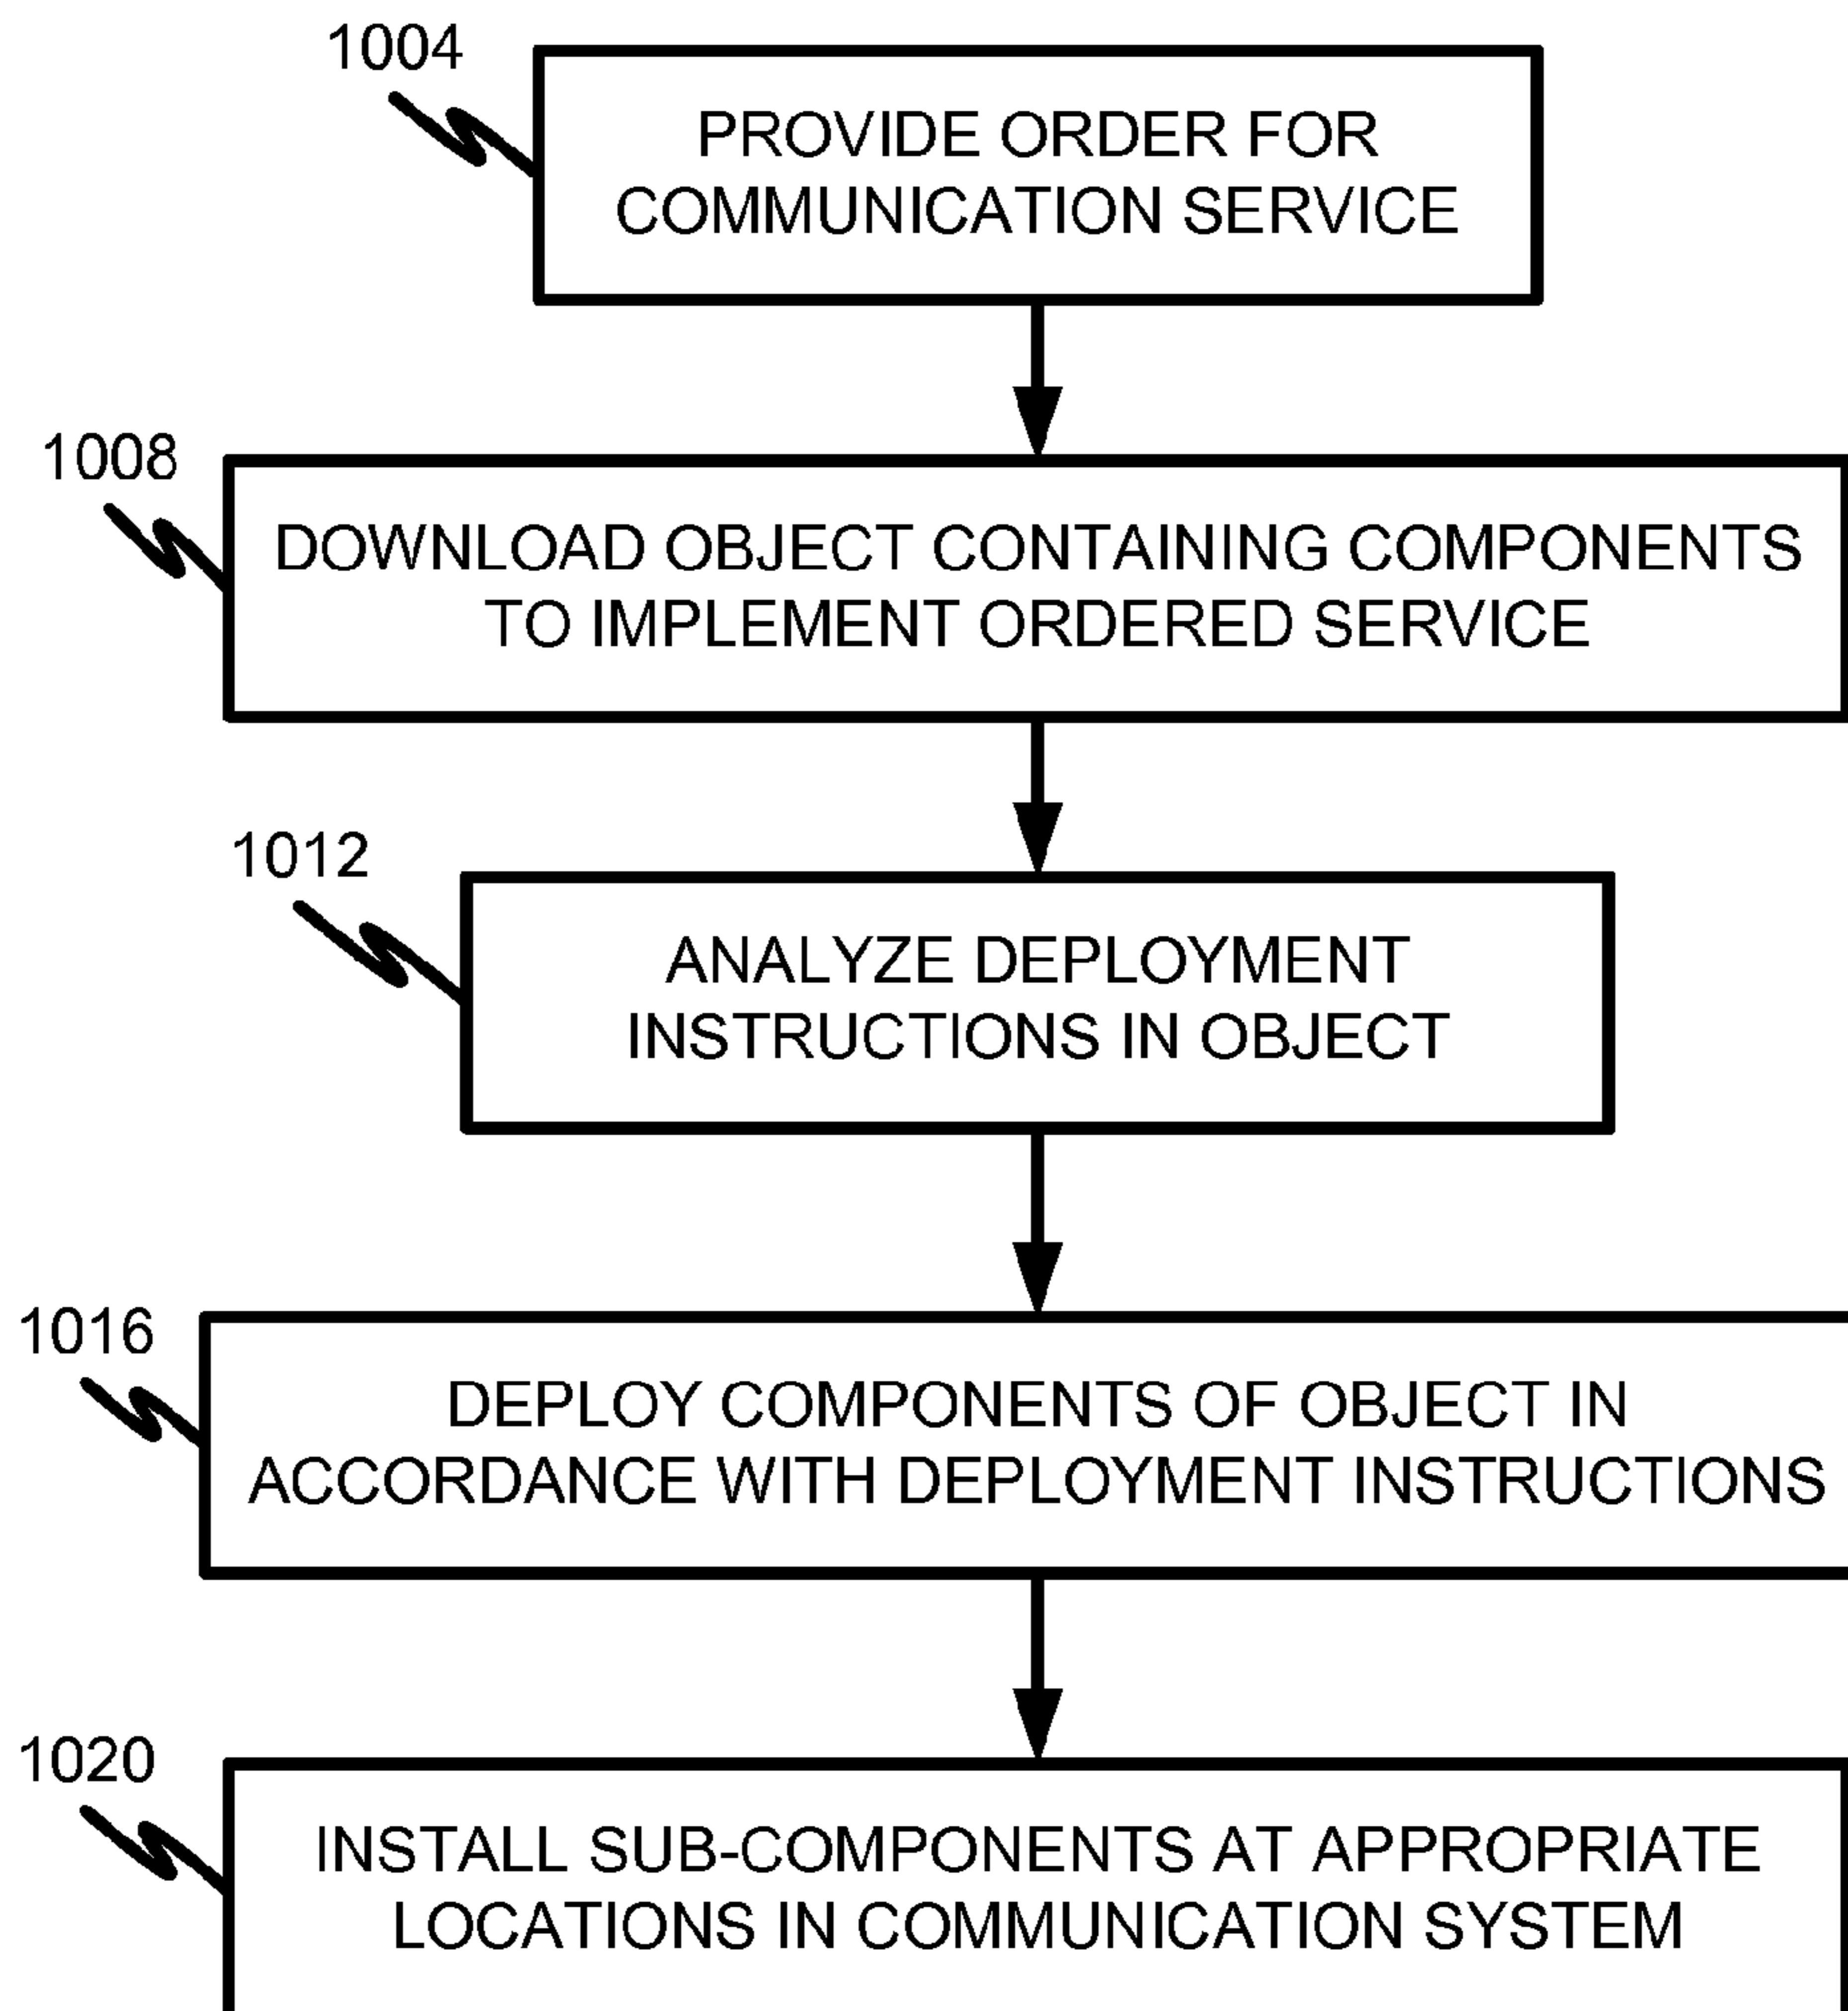 1004
PROVIDE ORDER FOR
COMMUNICATION SERVICE
1008
DOWNLOAD OBJECT CONTAINING COMPONENTS
TO IMPLEMENT ORDERED SERVICE
1012
ANALYZE DEPLOYMENT
INSTRUCTIONS IN OBJECT
1016
DEPLOY COMPONENTS OF OBJECT IN
ACCORDANCE WITH DEPLOYMENT INSTRUCTIONS
1020
INSTALL SUB-COMPONENTS AT APPROPRIATE
LOCATIONS IN COMMUNICATION SYSTEM